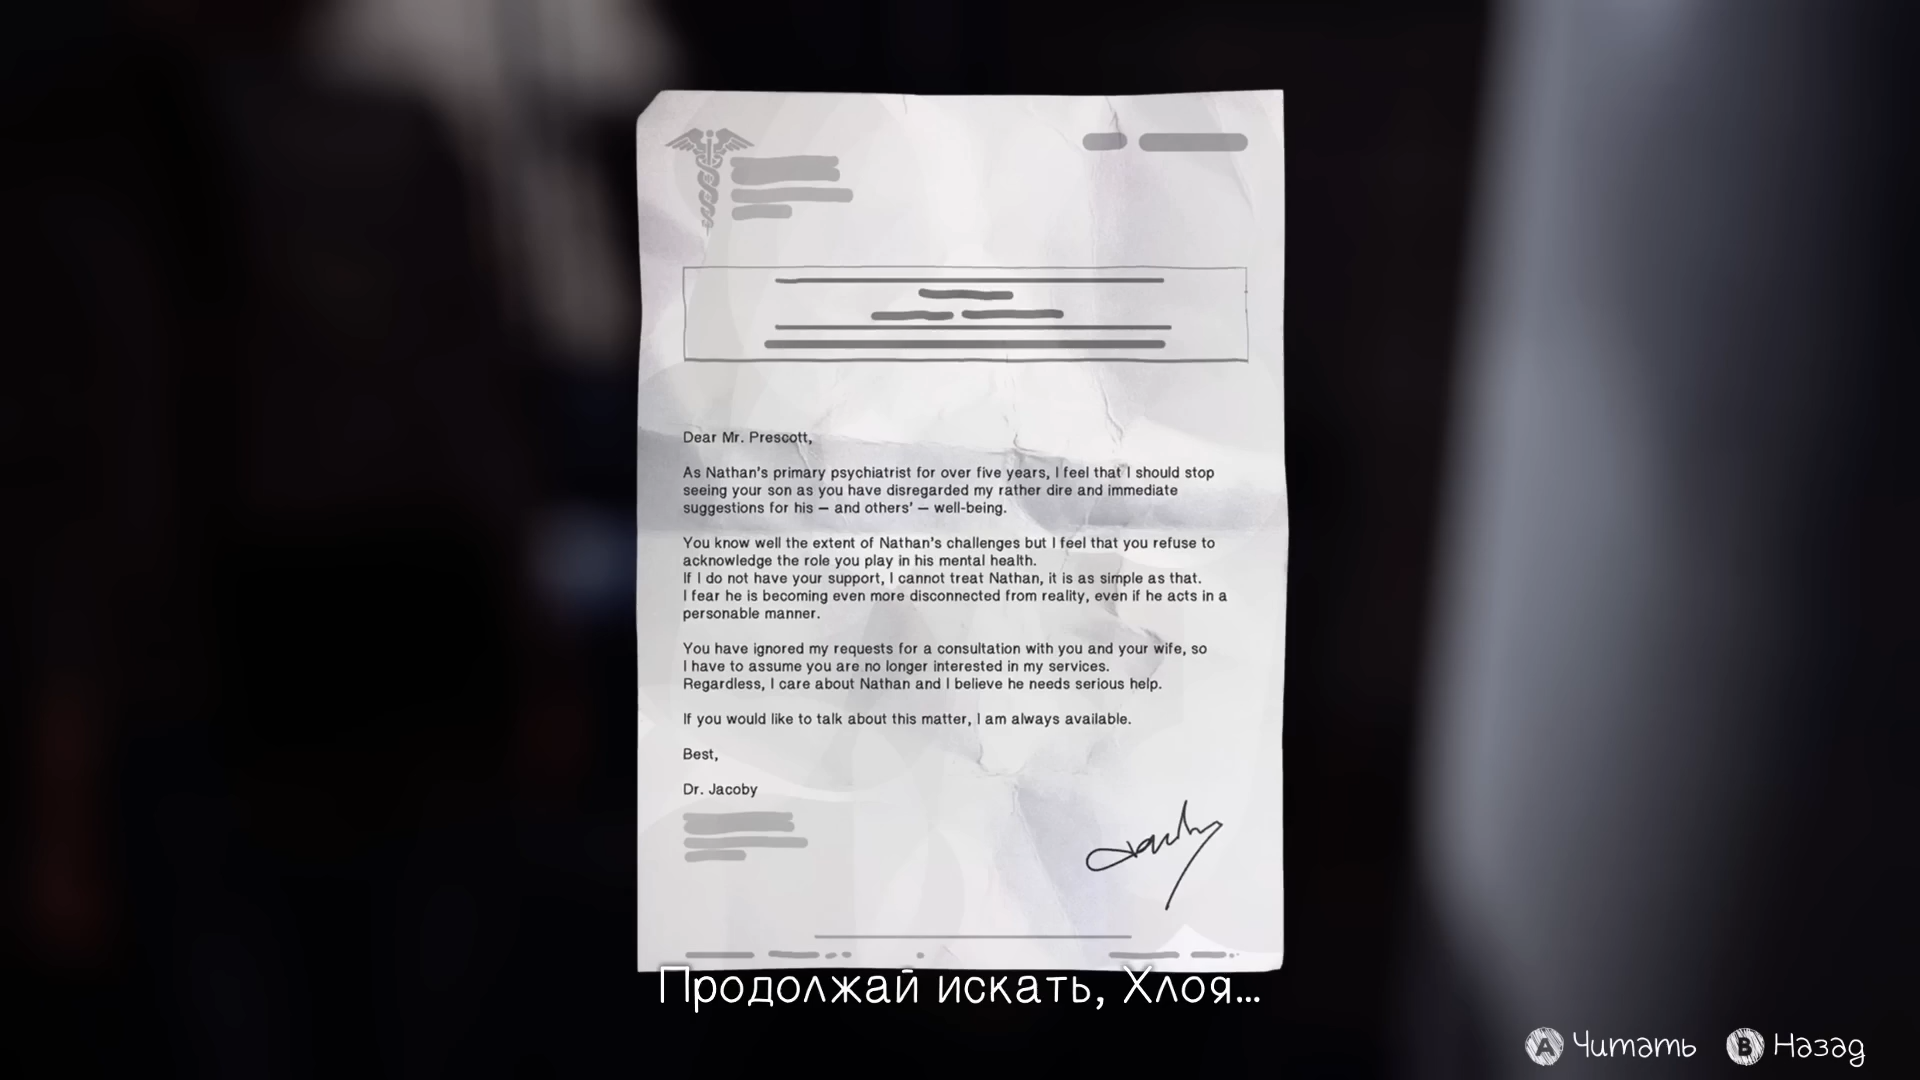 Dear Mr. Prescott,
As Nathan's primary psychiatrist for over five years, I feel that I should stop
seeing your son as you have disregarded my rather dire and immediate
suggestions for his — and others' — well-being.
You know well the extent of Nathan's challenges but I feel that you refuse to
acknowledge the role you play in his mental health.
If I do not have your support, I cannot treat Nathan, it is as simple as that.
I fear he is becoming even more disconnected from reality, even if he acts in a
personable manner.
You have ignored my requests for a consultation with you and your wife, so
I have to assume you are no longer interested in my services.
Regardless, I care about Nathan and I believe he needs serious help.
If you would like to talk about this matter, I am always available.
Best,
Dr. Jacoby
Продолжай искать, Хлоя...
A Читать B Назад